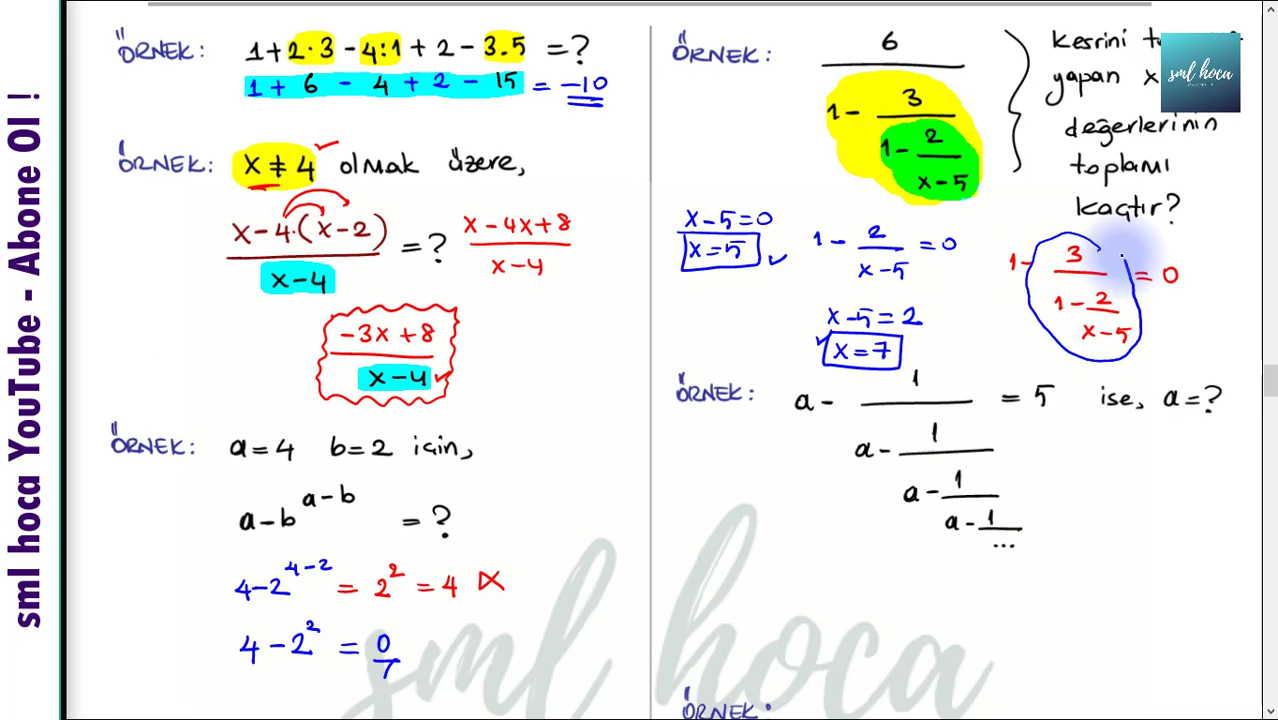 sml hoca YouTube - Abone Ol !
ÖRNEK: 1+2·3 - 4:1 + 2 - 3.5 = ?
1 + 6 - 4 + 2 - 15 = -10
ÖRNEK: x ≠ 4 olmak üzere,
x-4·(x-2) / x-4 = ?
x-4x+8 / x-4
-3x+8 / x-4
ÖRNEK: a=4 b=2 için,
a-b^(a-b) = ?
4-2^(4-2) = 2^2 = 4
4-2^2 = 0
ÖRNEK: 6 / (1 - 3 / (1 - 2 / (x-5)))
kesrini
yapan x
değerlerinin
toplamı
kaçtır?
sml hoca
x-5=0
x=5
1 - 2 / (x-5) = 0
x-5=2
x=7
1 - 3 / (1 - 2 / (x-5)) = 0
ÖRNEK: a - 1 / (a - 1 / (a - 1 / (a - 1 / ...))) = 5 ise, a=?
sml hoca
ÖRNEK: